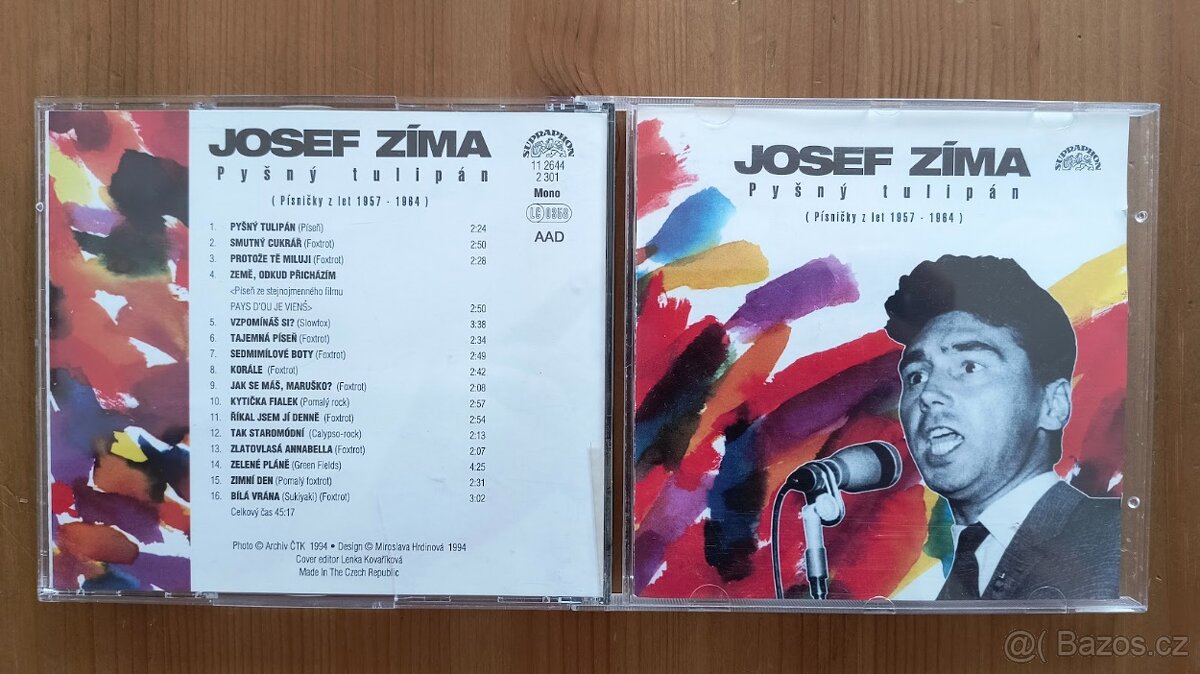 JOSEF ZÍMA
Pyšný tulipán
( Písničky z let 1957 - 1964 )
SUPRAPHON
11 2644
2 301
Mono
LC 0358
AAD
1. PYŠNÝ TULIPÁN (Píseň) 2:24
2. SMUTNÝ CUKRÁŘ (Foxtrot) 2:50
3. PROTOŽE TĚ MILUJI (Foxtrot) 2:28
4. ZEMĚ, ODKUD PŘICHÁZÍM
<Píseň ze stejnojmenného filmu
PAYS D'OU JE VIENŚ> 2:50
5. VZPOMÍNÁŠ SI? (Slowfox) 3:38
6. TAJEMNÁ PÍSEŇ (Foxtrot) 2:34
7. SEDMIMÍLOVÉ BOTY (Foxtrot) 2:49
8. KORÁLE (Foxtrot) 2:42
9. JAK SE MÁŠ, MARUŠKO? (Foxtrot) 2:08
10. KYTIČKA FIALEK (Pomalý rock) 2:57
11. ŘÍKAL JSEM JÍ DENNĚ (Foxtrot) 2:54
12. TAK STAROMÓDNÍ (Calypso-rock) 2:13
13. ZLATOVLASÁ ANNABELLA (Foxtrot) 2:07
14. ZELENÉ PLÁNĚ (Green Fields) 4:25
15. ZIMNÍ DEN (Pomalý foxtrot) 2:31
16. BÍLÁ VRÁNA (Sukiyaki) (Foxtrot) 3:02
Celkový čas 45:17
Photo © Archiv ČTK 1994 • Design © Miroslava Hrdinová 1994
Cover editor Lenka Kovaříková
Made In The Czech Republic
JOSEF ZÍMA
Pyšný tulipán
( Písničky z let 1957 - 1964 )
SUPRAPHON
Bazos.cz